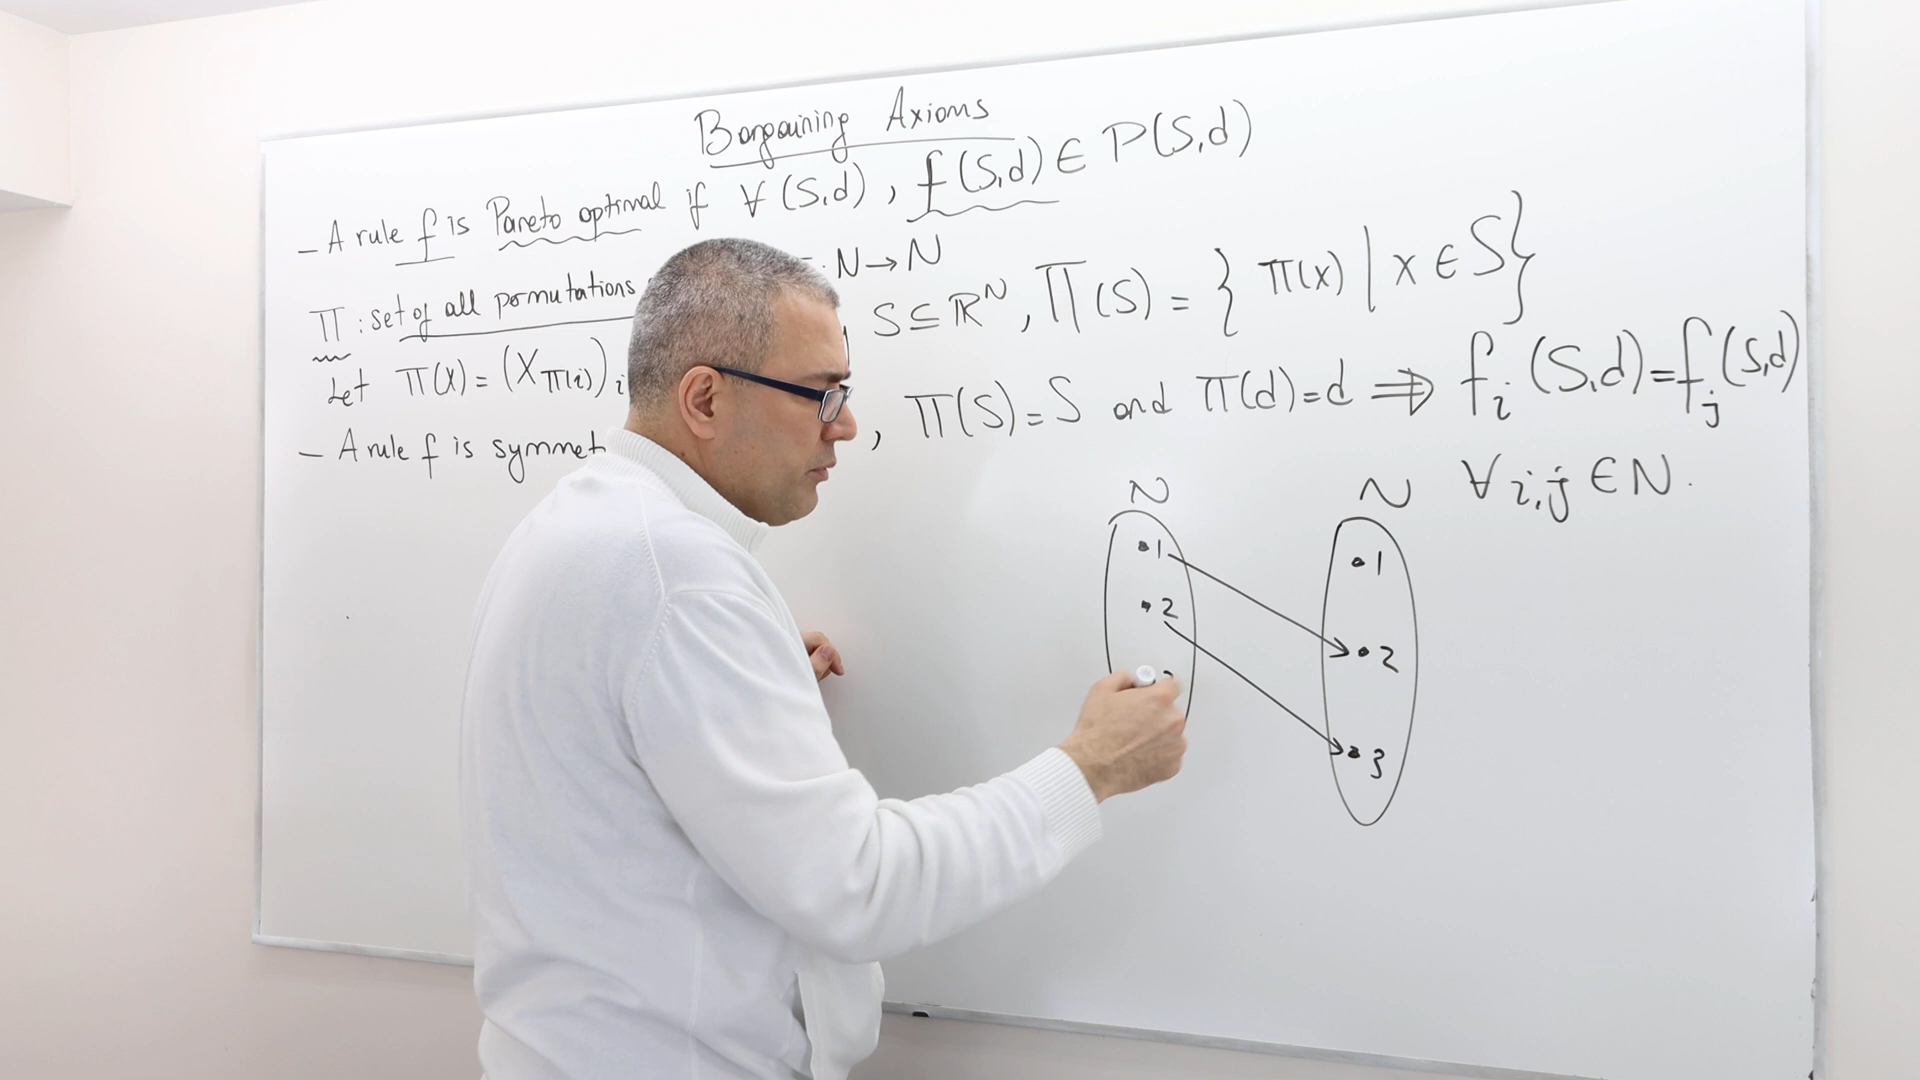 Bargaining Axioms
– A rule f is Pareto optimal if ∀ (S,d), f(S,d) ∈ P(S,d)
Π : set of all permutations : N → N
Let π(x) = (x_π(i))_i S ⊆ ℝ^N, π(S) = { π(x) | x ∈ S }
– A rule f is , π(S) = S and π(d) = d ⇒ f_i (S,d) = f_j (S,d)
∀ i,j ∈ N.
N N
1 1
2 2
3